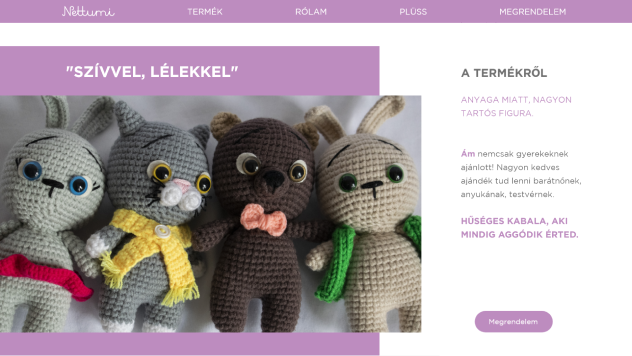 Nettumi
TERMÉK
RÓLAM
PLÜSS
MEGRENDELEM
"SZÍVVEL, LÉLEKKEL"
A TERMÉKRŐL
ANYAGA MIATT, NAGYON
TARTÓS FIGURA.
Ám nemcsak gyerekeknek
ajánlott! Nagyon kedves
ajándék tud lenni barátnőnek,
anyukának, testvérnek.
HŰSÉGES KABALA, AKI
MINDIG AGGÓDIK ÉRTED.
Megrendelem